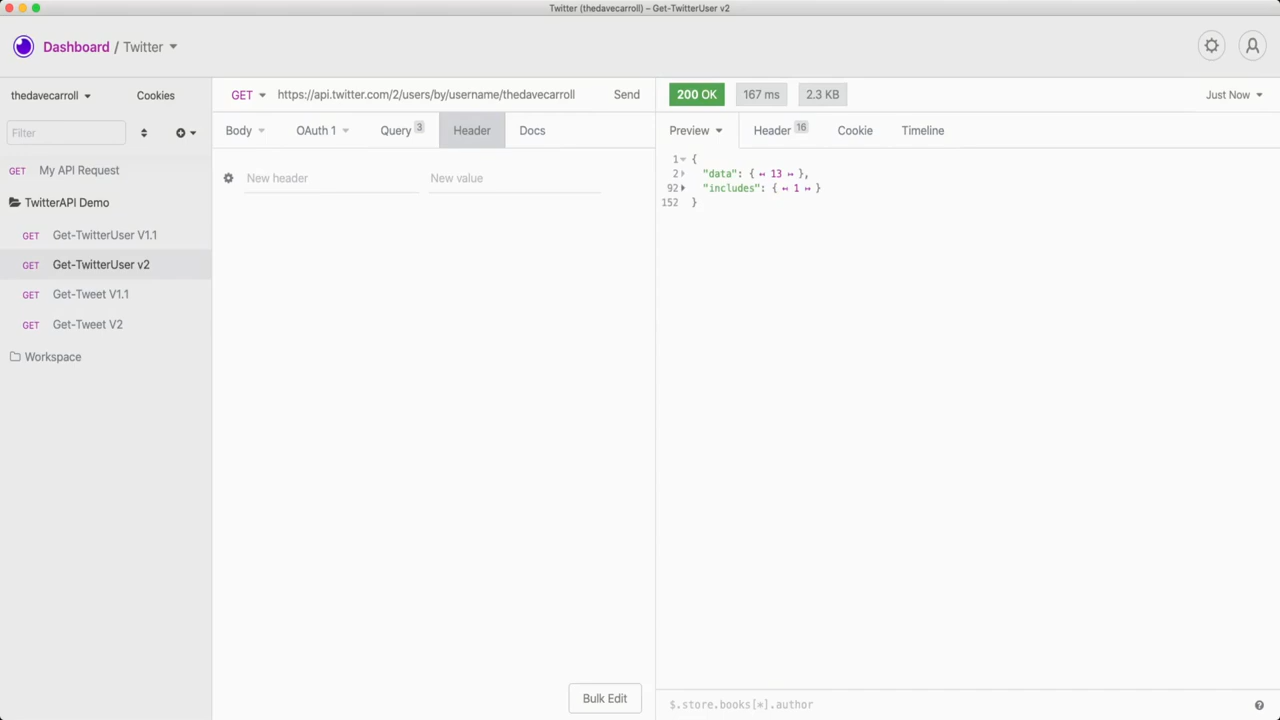 Twitter (thedavecarroll) – Get-TwitterUser v2
Dashboard / Twitter
thedavecarroll
Cookies
GET
https://api.twitter.com/2/users/by/username/thedavecarroll
Send
200 OK
167 ms
2.3 KB
Just Now
Filter
Body
OAuth 1
Query 3
Header
Docs
Preview
Header 16
Cookie
Timeline
GET My API Request
TwitterAPI Demo
GET Get-TwitterUser V1.1
GET Get-TwitterUser v2
GET Get-Tweet V1.1
GET Get-Tweet V2
Workspace
New header
New value
1 {
2 "data": { ↔ 13 ↔ },
92 "includes": { ↔ 1 ↔ }
152 }
Bulk Edit
$.store.books[*].author
?